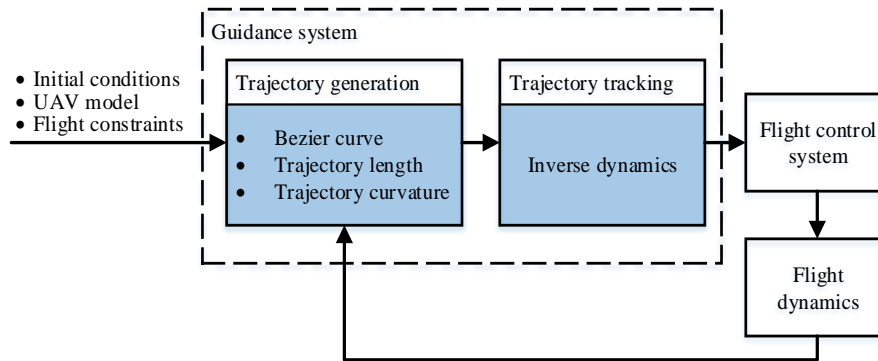 Guidance system
• Initial conditions
• UAV model
• Flight constraints
Trajectory generation
• Bezier curve
• Trajectory length
• Trajectory curvature
Trajectory tracking
Inverse dynamics
Flight control
system
Flight
dynamics